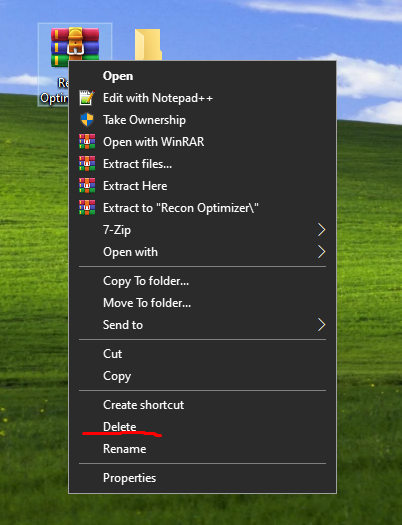 Re
Optim
Open
Edit with Notepad++
Take Ownership
Open with WinRAR
Extract files...
Extract Here
Extract to "Recon Optimizer\"
7-Zip
Open with
Copy To folder...
Move To folder...
Send to
Cut
Copy
Create shortcut
Delete
Rename
Properties